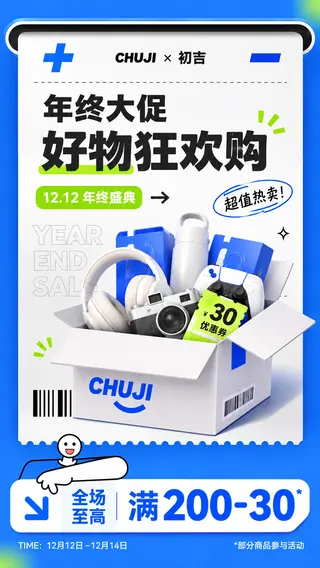 CHUJI × 初吉
年终大促
好物狂欢购
12.12 年终盛典
超值热卖!
YEAR
END
SALE
¥30
优惠券
CHUJI
全场
至高
满200-30*
TIME: 12月12日-12月14日
*部分商品参与活动